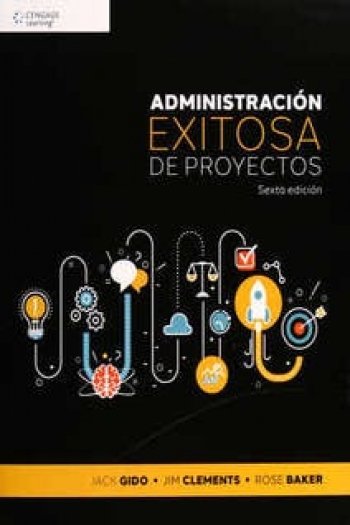 CENGAGE
Learning
ADMINISTRACIÓN
EXITOSA
DE PROYECTOS
Sexta edición
JACK GIDO • JIM CLEMENTS • ROSE BAKER